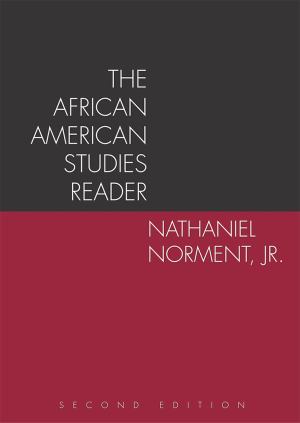 THE
AFRICAN
AMERICAN
STUDIES
READER
NATHANIEL
NORMENT, JR.
SECOND EDITION